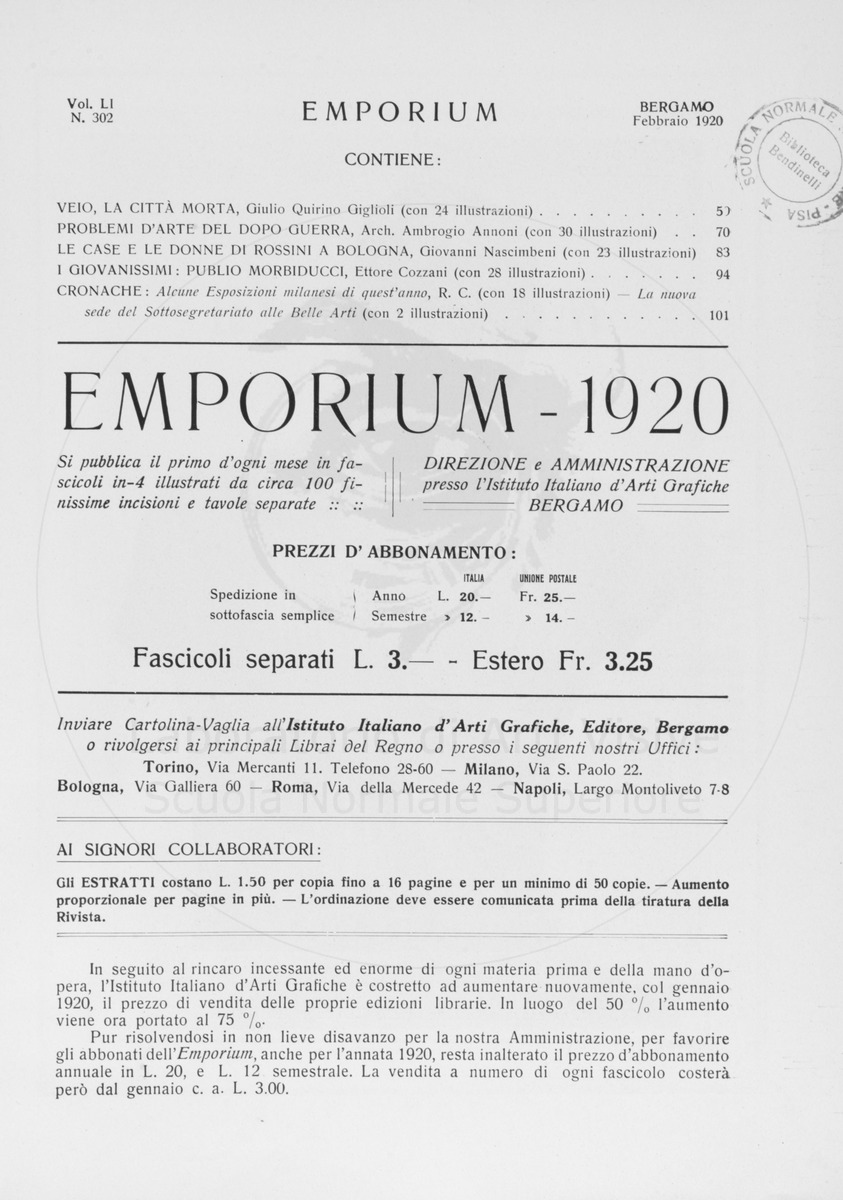 Vol. LI
N. 302
EMPORIUM
BERGAMO
Febbraio 1920
SCUOLA NORMALE - PISA
Biblioteca
Bendinelli
CONTIENE:
VEIO, LA CITTÀ MORTA, Giulio Quirino Giglioli (con 24 illustrazioni) . . . . . . . . . .
PROBLEMI D'ARTE DEL DOPO GUERRA, Arch. Ambrogio Annoni (con 30 illustrazioni) . . 70
LE CASE E LE DONNE DI ROSSINI A BOLOGNA, Giovanni Nascimbeni (con 23 illustrazioni) 83
I GIOVANISSIMI: PUBLIO MORBIDUCCI, Ettore Cozzani (con 28 illustrazioni) . . . . . . . 94
CRONACHE: Alcune Esposizioni milanesi di quest'anno, R. C. (con 18 illustrazioni) — La nuova
sede del Sottosegretariato alle Belle Arti (con 2 illustrazioni) . . . . . . . . . . . . 101
EMPORIUM - 1920
Si pubblica il primo d'ogni mese in fa-
scicoli in-4 illustrati da circa 100 fi-
nissime incisioni e tavole separate :: ::
DIREZIONE e AMMINISTRAZIONE
presso l'Istituto Italiano d'Arti Grafiche
BERGAMO
PREZZI D' ABBONAMENTO:
ITALIA UNIONE POSTALE
Spedizione in Anno L. 20.— Fr. 25.—
sottofascia semplice Semestre » 12. - » 14. -
Fascicoli separati L. 3.— - Estero Fr. 3.25
Inviare Cartolina-Vaglia all'Istituto Italiano d'Arti Grafiche, Editore, Bergamo
o rivolgersi ai principali Librai del Regno o presso i seguenti nostri Uffici:
Torino, Via Mercanti 11. Telefono 28-60 — Milano, Via S. Paolo 22.
Bologna, Via Galliera 60 — Roma, Via della Mercede 42 — Napoli, Largo Montoliveto 7-8
Scuola Normale Superiore
AI SIGNORI COLLABORATORI:
Gli ESTRATTI costano L. 1.50 per copia fino a 16 pagine e per un minimo di 50 copie. — Aumento
proporzionale per pagine in più. — L'ordinazione deve essere comunicata prima della tiratura della
Rivista.
In seguito al rincaro incessante ed enorme di ogni materia prima e della mano d'o-
pera, l'Istituto Italiano d'Arti Grafiche è costretto ad aumentare nuovamente, col gennaio
1920, il prezzo di vendita delle proprie edizioni librarie. In luogo del 50 % l'aumento
viene ora portato al 75 %.
Pur risolvendosi in non lieve disavanzo per la nostra Amministrazione, per favorire
gli abbonati dell'Emporium, anche per l'annata 1920, resta inalterato il prezzo d'abbonamento
annuale in L. 20, e L. 12 semestrale. La vendita a numero di ogni fascicolo costerà
però dal gennaio c. a. L. 3.00.